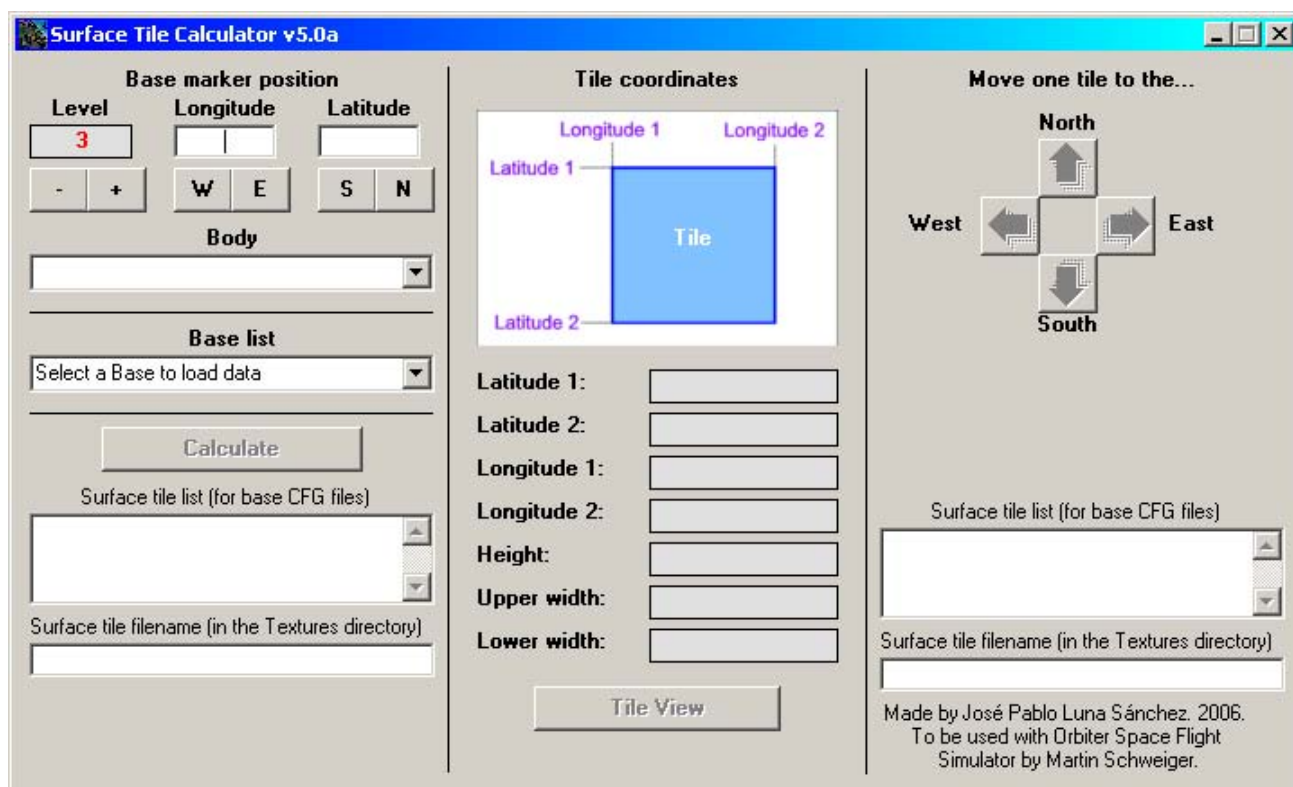 Surface Tile Calculator v5.0a
Base marker position
Level Longitude Latitude
3
- + W E S N
Body
Base list
Select a Base to load data
Calculate
Surface tile list (for base CFG files)
Surface tile filename (in the Textures directory)
Tile coordinates
Longitude 1 Longitude 2
Latitude 1
Tile
Latitude 2
Latitude 1:
Latitude 2:
Longitude 1:
Longitude 2:
Height:
Upper width:
Lower width:
Tile View
Move one tile to the...
North
West East
South
Surface tile list (for base CFG files)
Surface tile filename (in the Textures directory)
Made by José Pablo Luna Sánchez. 2006.
To be used with Orbiter Space Flight
Simulator by Martin Schweiger.